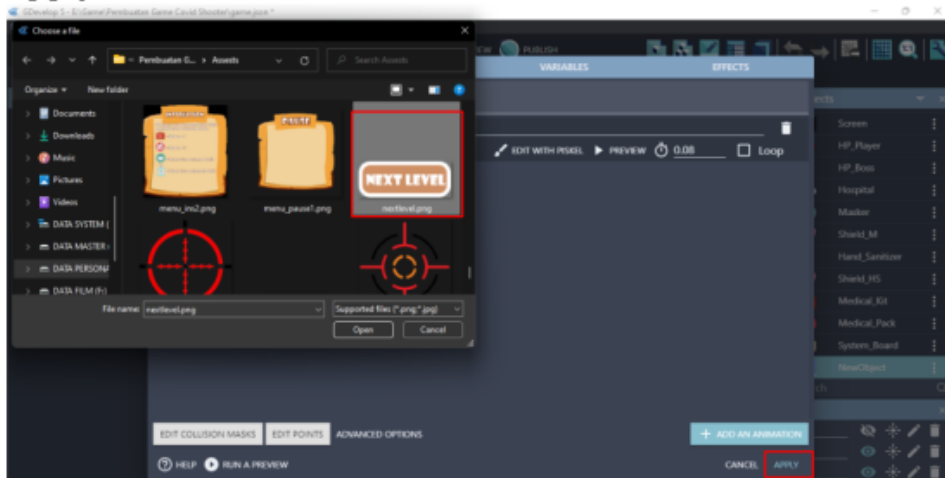 GDevelop 5 - E:\Game\Pembuatan Game Covid Shooter\game.json *
Choose a file
Pembuatan G... > Assests
Search Assests
PUBLISH
VARIABLES
EFFECTS
Organize
New folder
Documents
Downloads
Music
Pictures
Videos
DATA SYSTEM (
DATA MASTER
DATA PERSONA
DATA FILM (F:)
PAUSE
NEXT LEVEL
menu_ins2.png
menu_pause1.png
nextlevel.png
File name: nextlevel.png
Supported files (*.png;*.jpg)
Open
Cancel
EDIT WITH PISKEL
PREVIEW
0.08
Loop
Screen
HP_Player
HP_Boss
Hospital
Masker
Shield_M
Hand_Sanitizer
Shield_HS
Medical_Kit
Medical_Pack
System_Board
NewObject
EDIT COLLISION MASKS
EDIT POINTS
ADVANCED OPTIONS
+ ADD AN ANIMATION
HELP
RUN A PREVIEW
CANCEL
APPLY